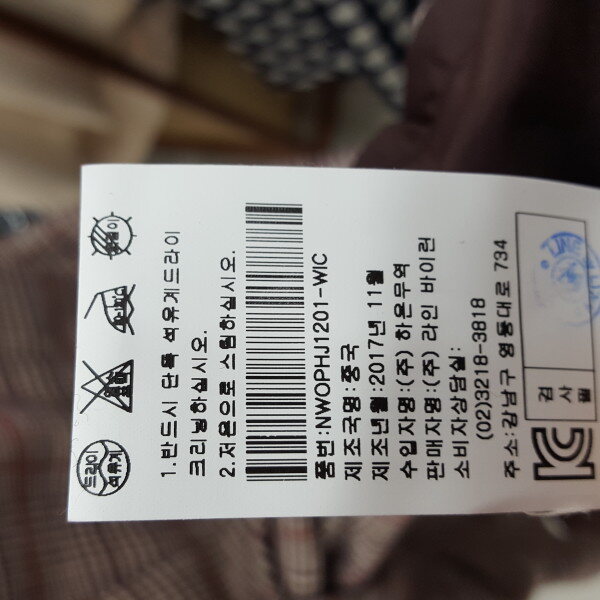 드라이
석유계
1.반드시 단독 석유계드라이
크리닝하십시오.
2.저온으로 스팀하십시오.
품번:NWOPHJ1201-WIC
제조국명:중국
제조년월:2017년 11월
수입자명:(주) 하은무역
판매자명:(주) 라인 바이린
소비자상담실:
(02)3218-3818
주소:강남구 영동대로 734
검 사 필